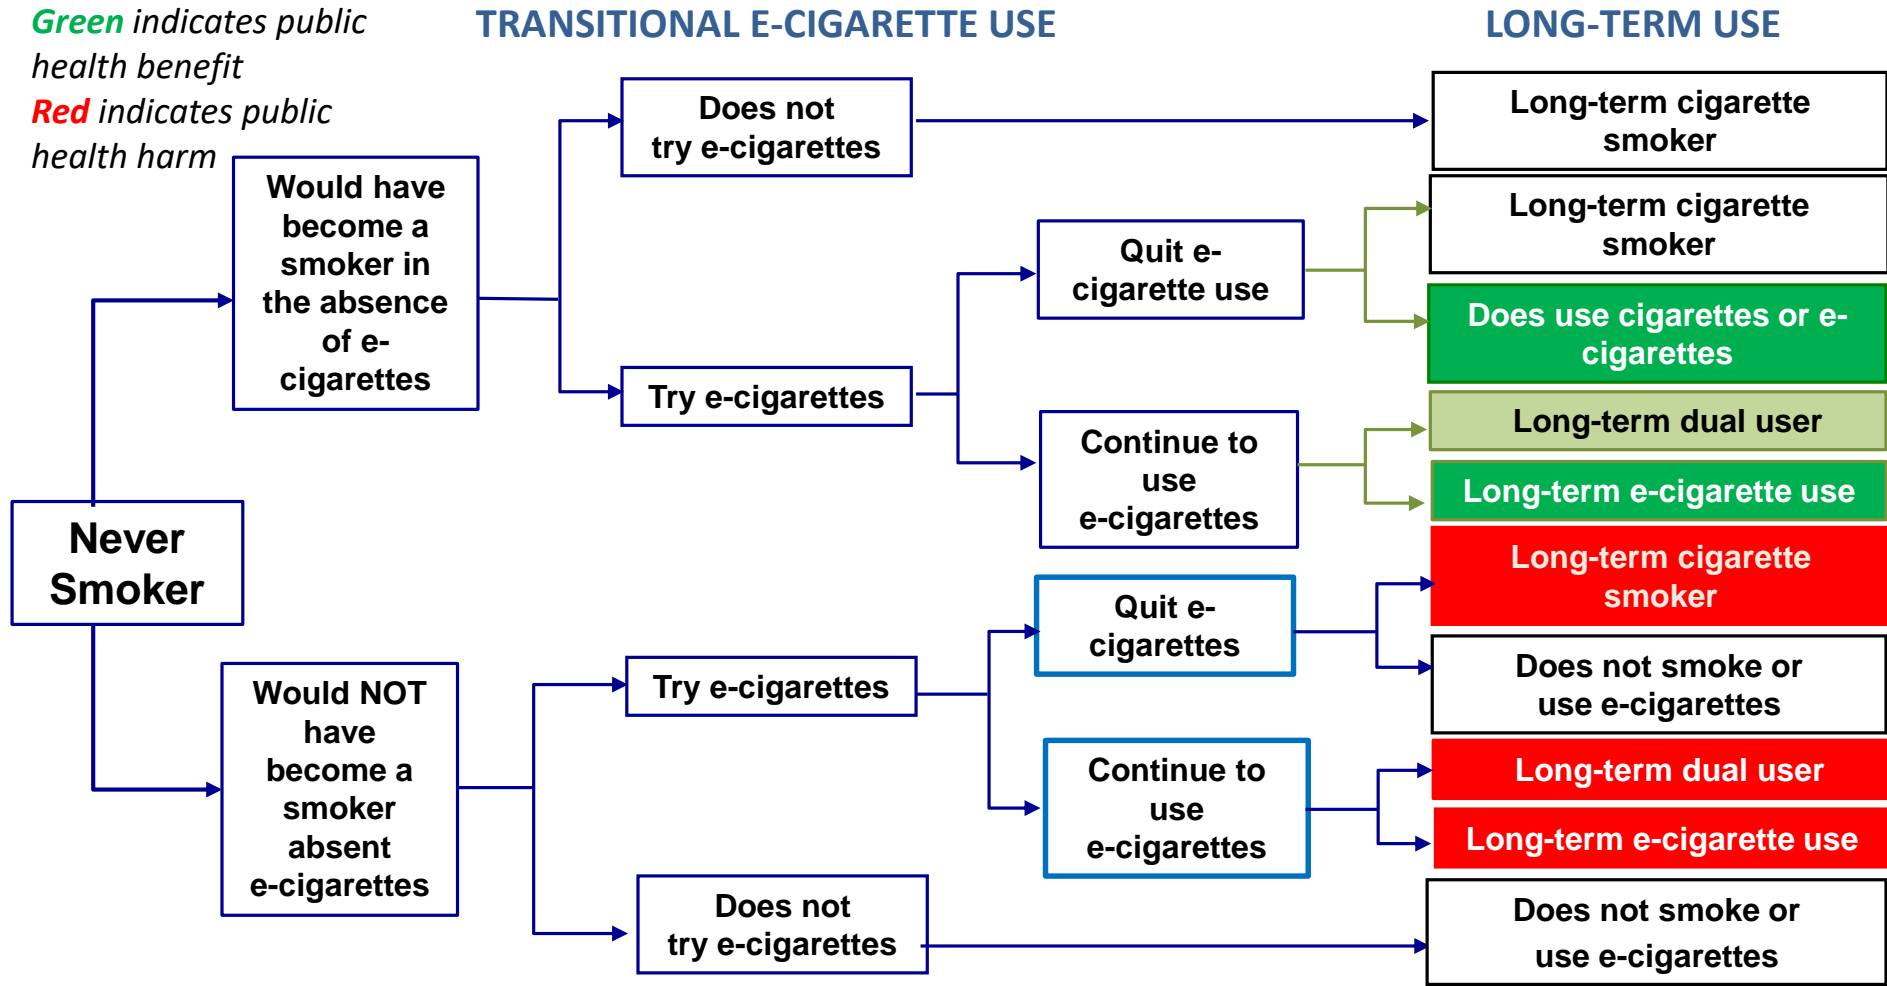 Green indicates public
health benefit
Red indicates public
health harm
TRANSITIONAL E-CIGARETTE USE
LONG-TERM USE
Never
Smoker
Would have
become a
smoker in
the absence
of e-
cigarettes
Does not
try e-cigarettes
Long-term cigarette
smoker
Try e-cigarettes
Quit e-
cigarette use
Long-term cigarette
smoker
Does use cigarettes or e-
cigarettes
Continue to
use
e-cigarettes
Long-term dual user
Long-term e-cigarette use
Would NOT
have
become a
smoker
absent
e-cigarettes
Try e-cigarettes
Quit e-
cigarettes
Long-term cigarette
smoker
Does not smoke or
use e-cigarettes
Continue to
use
e-cigarettes
Long-term dual user
Long-term e-cigarette use
Does not
try e-cigarettes
Does not smoke or
use e-cigarettes